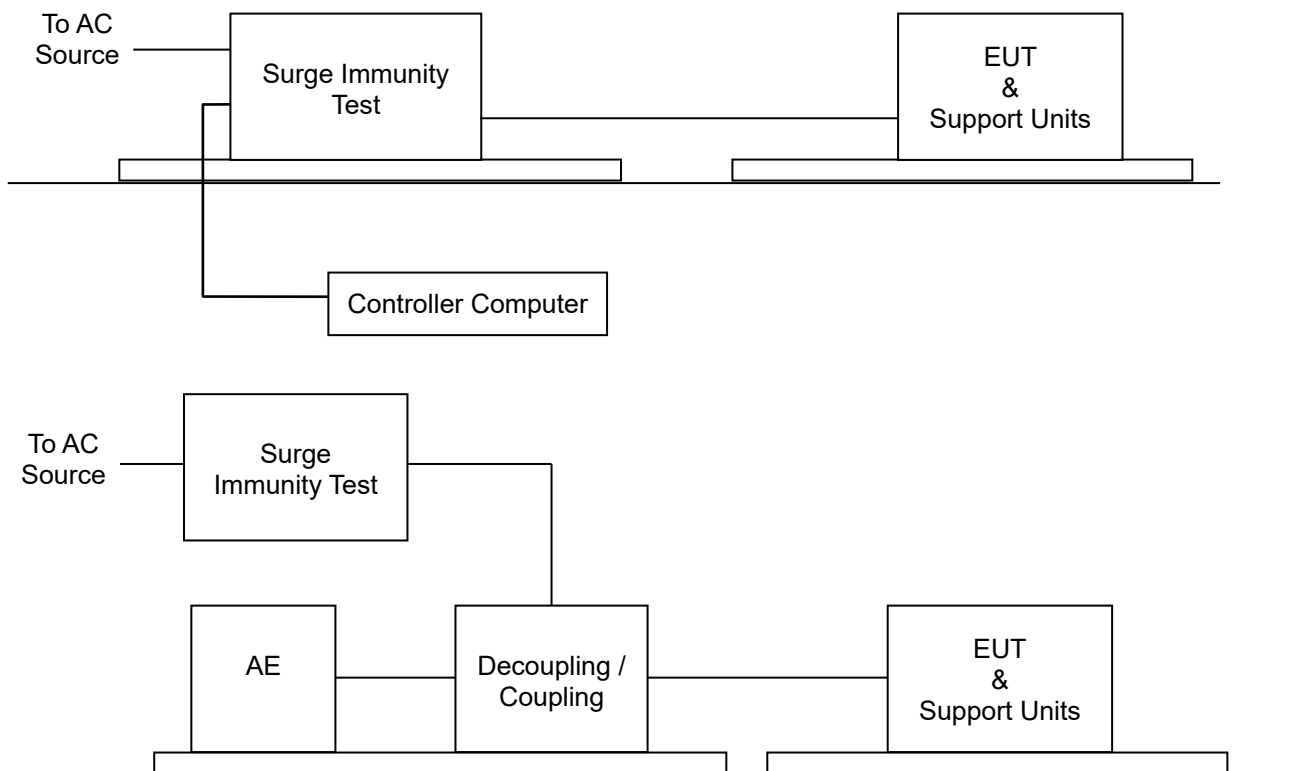 To AC
Source
Surge Immunity
Test
EUT
&
Support Units
Controller Computer
To AC
Source
Surge
Immunity Test
AE
Decoupling /
Coupling
EUT
&
Support Units